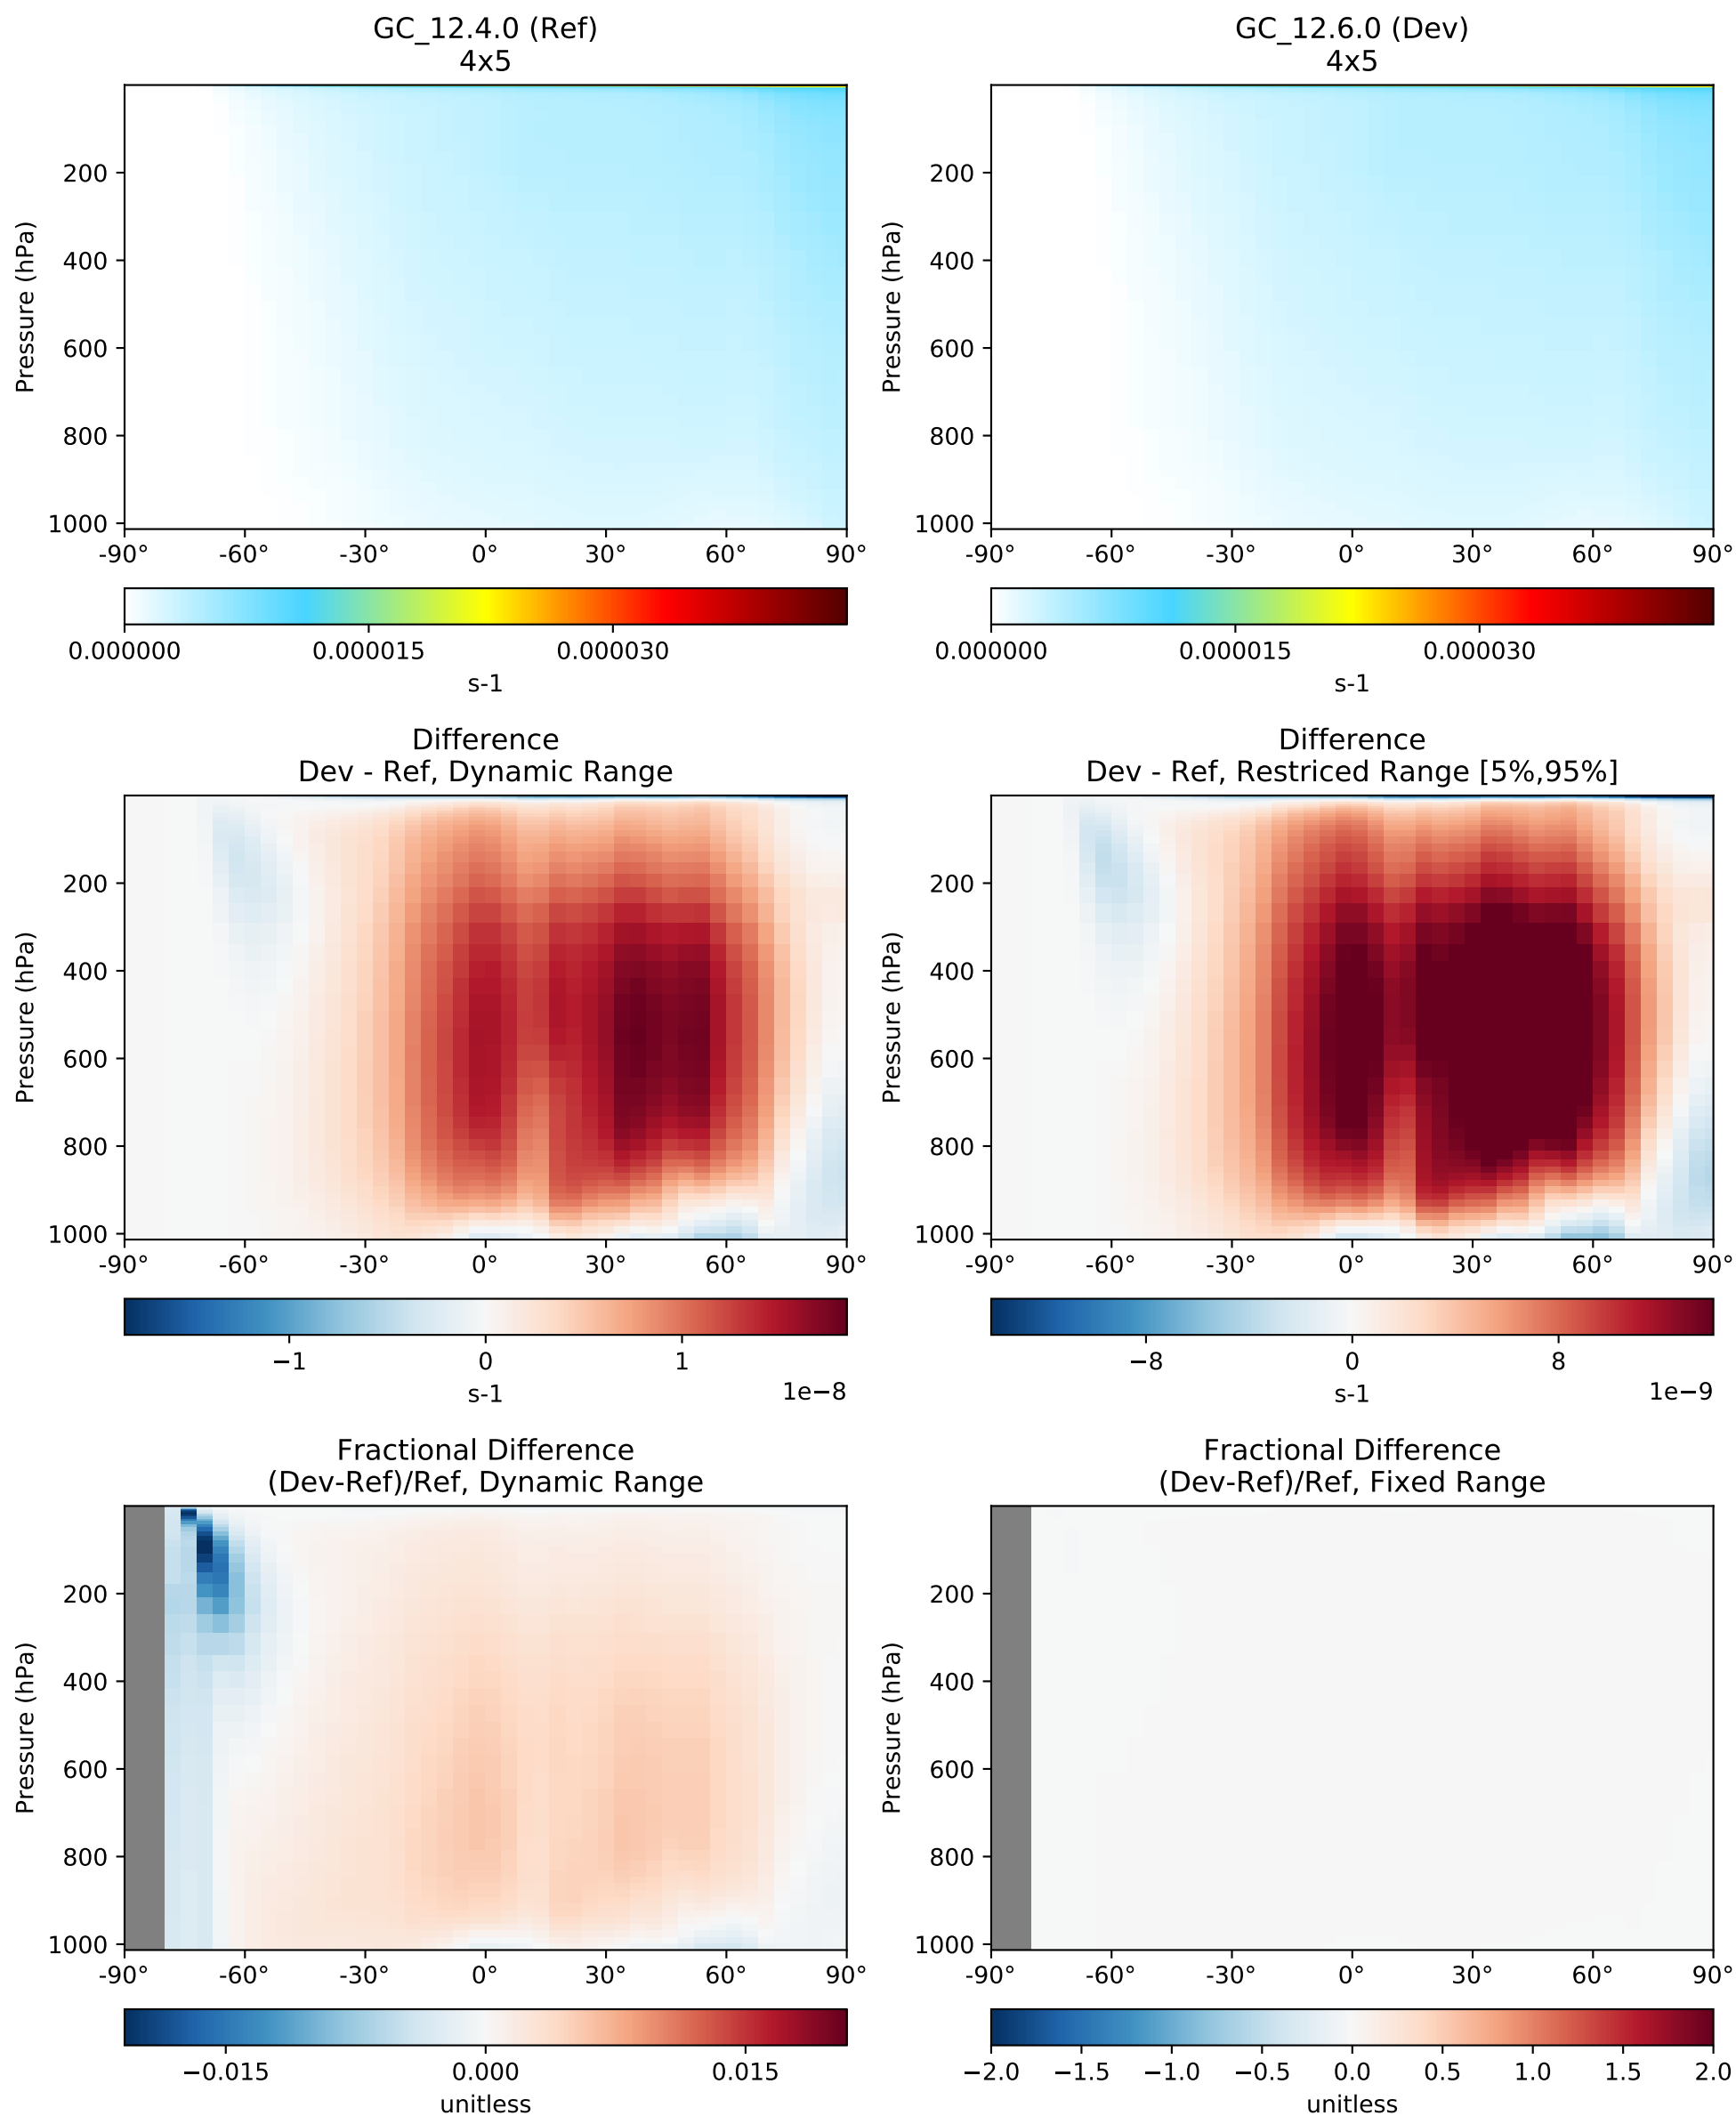 GC_12.4.0 (Ref)
4x5
Pressure (hPa)
200
400
600
800
1000
-90° -60° -30° 0° 30° 60° 90°
0.000000 0.000015 0.000030
s-1
GC_12.6.0 (Dev)
4x5
Pressure (hPa)
200
400
600
800
1000
-90° -60° -30° 0° 30° 60° 90°
0.000000 0.000015 0.000030
s-1
Difference
Dev - Ref, Dynamic Range
Pressure (hPa)
200
400
600
800
1000
-90° -60° -30° 0° 30° 60° 90°
−1 0 1
s-1
1e−8
Difference
Dev - Ref, Restriced Range [5%,95%]
Pressure (hPa)
200
400
600
800
1000
-90° -60° -30° 0° 30° 60° 90°
−8 0 8
s-1
1e−9
Fractional Difference
(Dev-Ref)/Ref, Dynamic Range
Pressure (hPa)
200
400
600
800
1000
-90° -60° -30° 0° 30° 60° 90°
−0.015 0.000 0.015
unitless
Fractional Difference
(Dev-Ref)/Ref, Fixed Range
Pressure (hPa)
200
400
600
800
1000
-90° -60° -30° 0° 30° 60° 90°
−2.0 −1.5 −1.0 −0.5 0.0 0.5 1.0 1.5 2.0
unitless